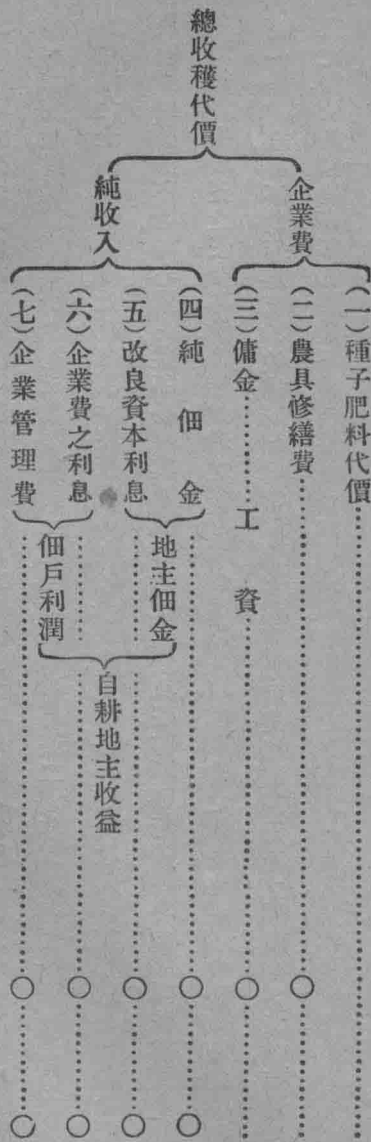 總收穫代價
企業費
(一)種子肥料代價
(二)農具修繕費
(三)傭金 工資
純收入
(四)純佃金
(五)改良資本利息
地主佃金
(六)企業費之利息
(七)企業管理費
佃戶利潤
自耕地主收益